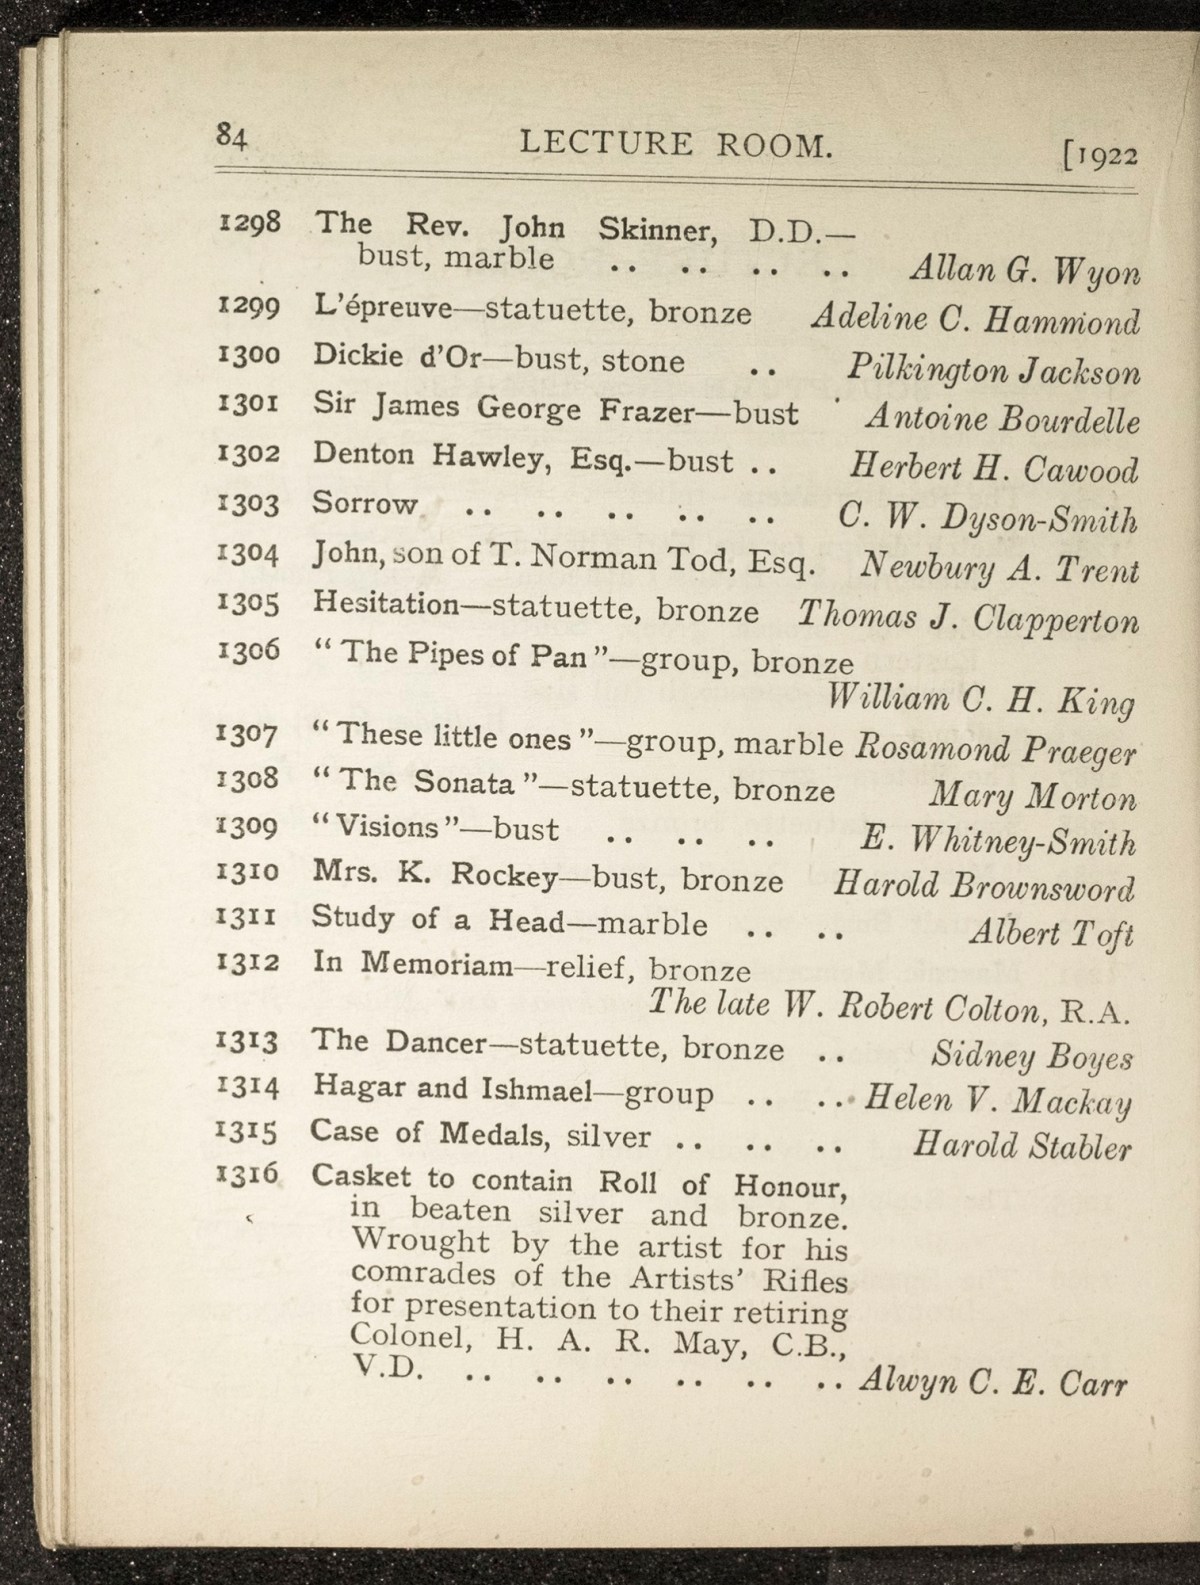 84 LECTURE ROOM. [1922
1298 The Rev. John Skinner, D.D.—
bust, marble .. .. .. .. Allan G. Wyon
1299 L'épreuve—statuette, bronze Adeline C. Hammond
1300 Dickie d'Or—bust, stone .. Pilkington Jackson
1301 Sir James George Frazer—bust Antoine Bourdelle
1302 Denton Hawley, Esq.—bust .. Herbert H. Cawood
1303 Sorrow .. .. .. .. .. C. W. Dyson-Smith
1304 John, son of T. Norman Tod, Esq. Newbury A. Trent
1305 Hesitation—statuette, bronze Thomas J. Clapperton
1306 “The Pipes of Pan”—group, bronze
William C. H. King
1307 “These little ones”—group, marble Rosamond Praeger
1308 “The Sonata”—statuette, bronze Mary Morton
1309 “Visions”—bust .. .. .. E. Whitney-Smith
1310 Mrs. K. Rockey—bust, bronze Harold Brownsword
1311 Study of a Head—marble .. .. Albert Toft
1312 In Memoriam—relief, bronze
The late W. Robert Colton, R.A.
1313 The Dancer—statuette, bronze .. Sidney Boyes
1314 Hagar and Ishmael—group .. .. Helen V. Mackay
1315 Case of Medals, silver .. .. .. Harold Stabler
1316 Casket to contain Roll of Honour,
in beaten silver and bronze.
Wrought by the artist for his
comrades of the Artists' Rifles
for presentation to their retiring
Colonel, H. A. R. May, C.B.,
V.D. .. .. .. .. .. .. Alwyn C. E. Carr